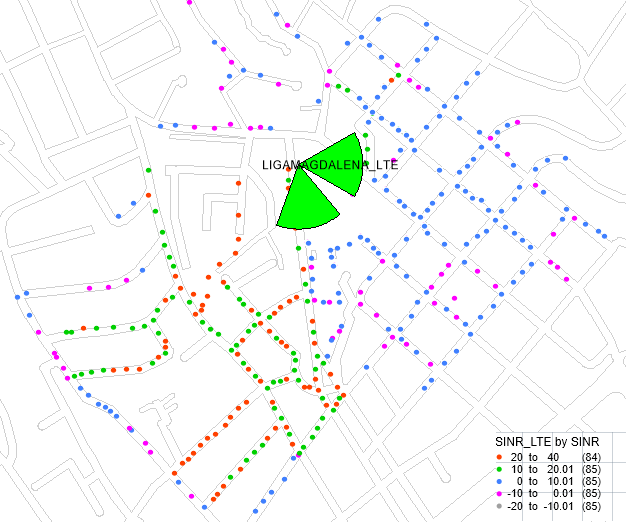 LIGAMAGDALENA_LTE
SINR_LTE by SINR
20 to 40 (84)
10 to 20.01 (85)
0 to 10.01 (85)
-10 to 0.01 (85)
-20 to -10.01 (85)